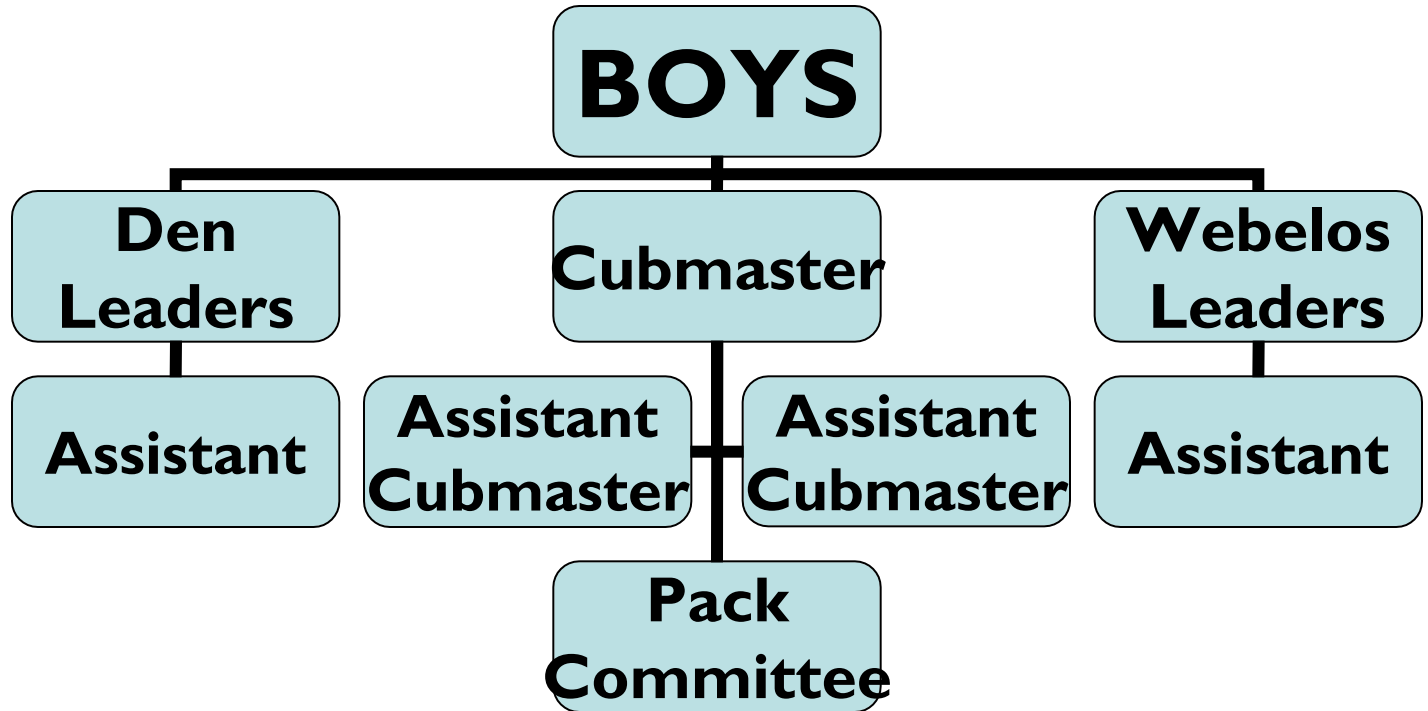 BOYS
Den
Leaders
Cubmaster
Webelos
Leaders
Assistant
Assistant
Cubmaster
Assistant
Cubmaster
Assistant
Pack
Committee